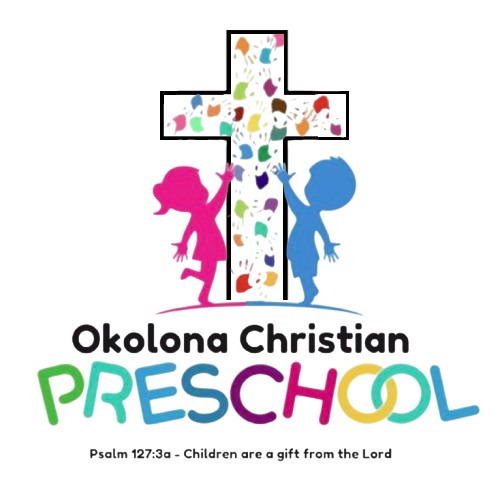 Okolona Christian
PRESCHOOL
Psalm 127:3a - Children are a gift from the Lord